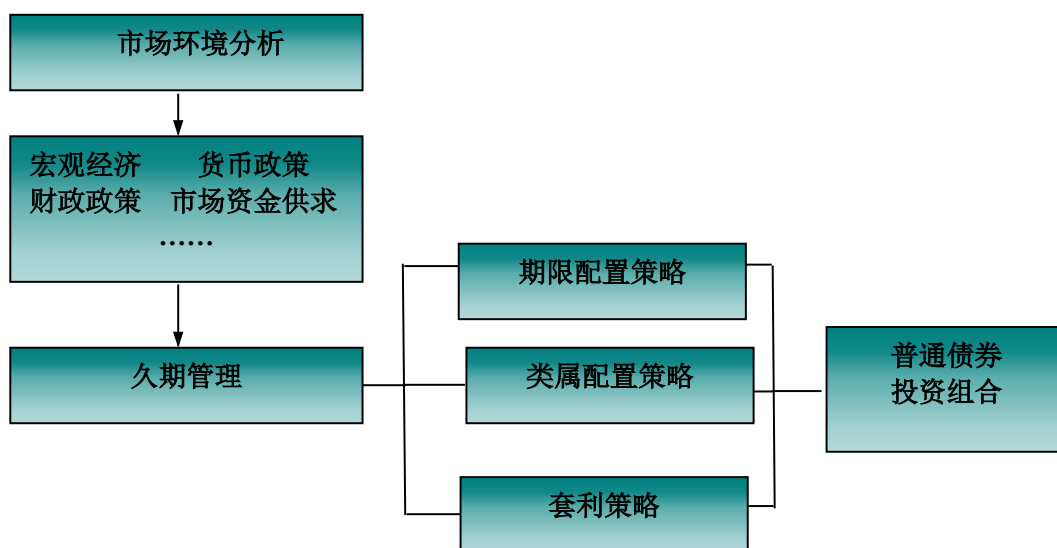 市场环境分析
宏观经济 货币政策
财政政策 市场资金供求
……
久期管理
期限配置策略
类属配置策略
套利策略
普通债券
投资组合